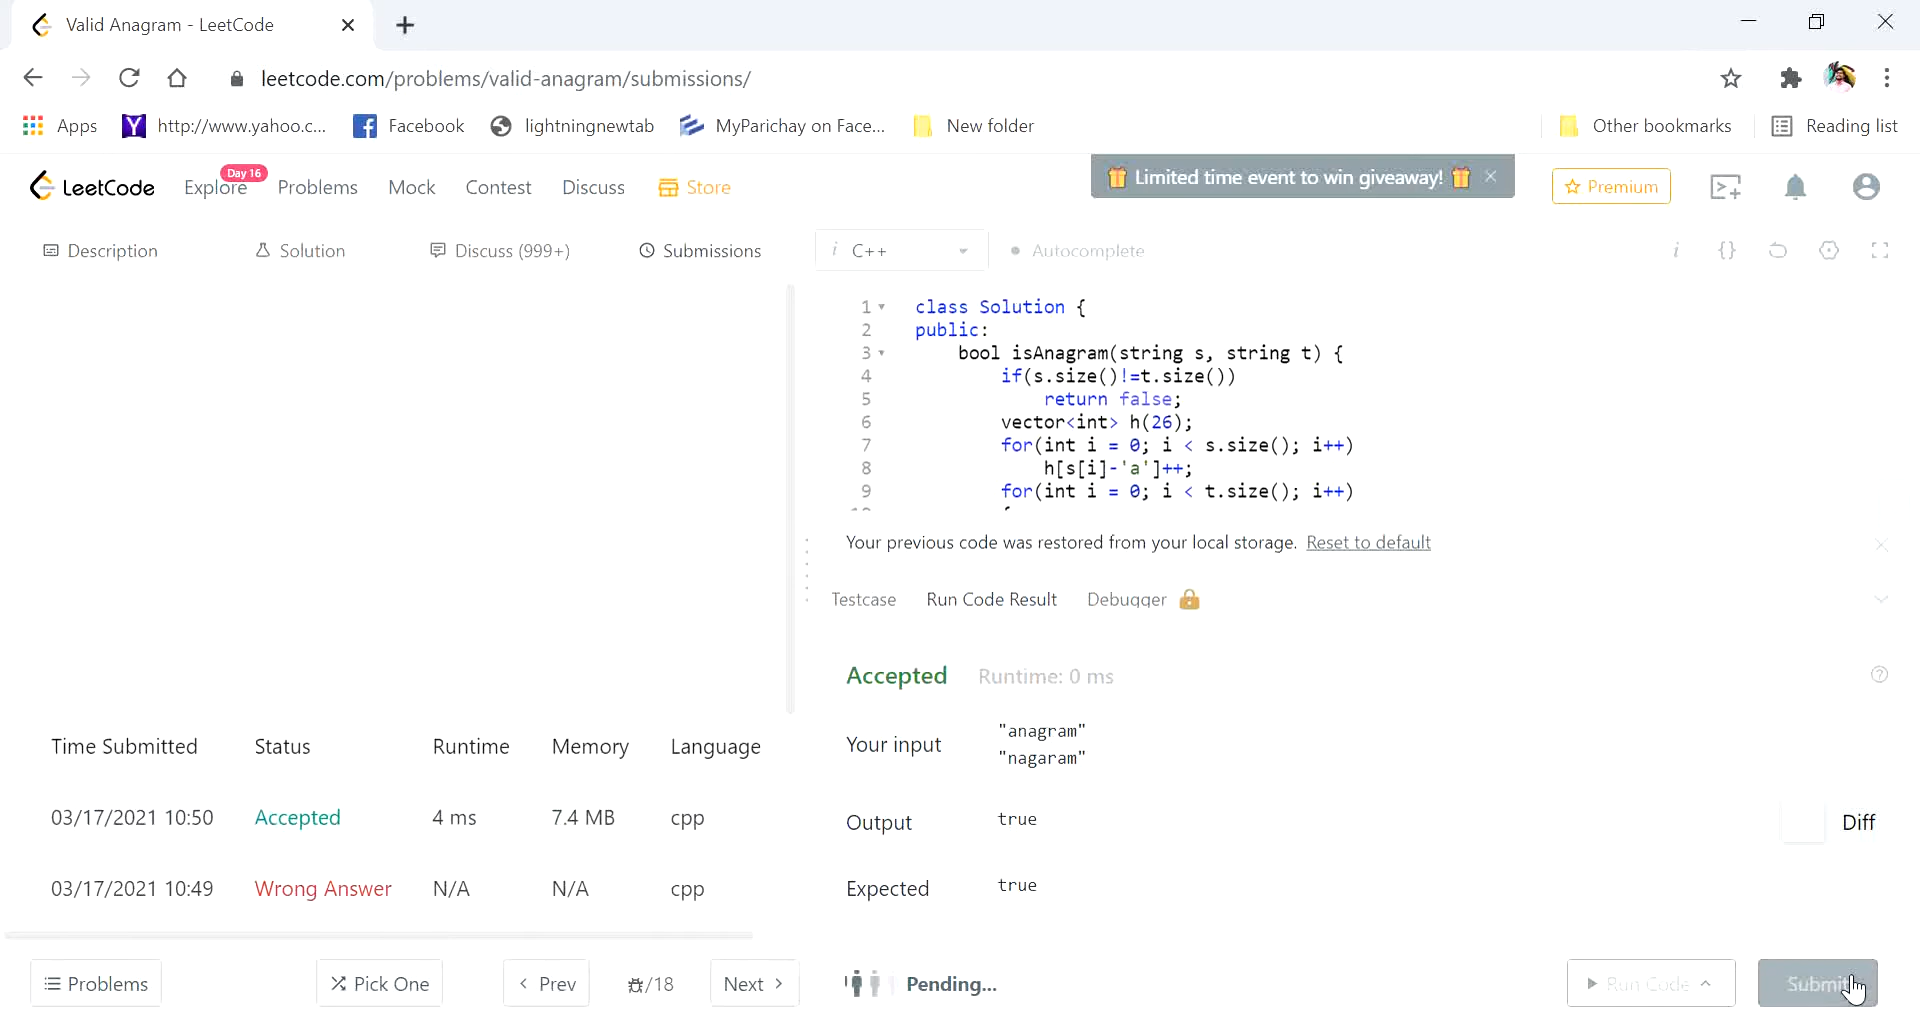 Valid Anagram - LeetCode
leetcode.com/problems/valid-anagram/submissions/
Apps http://www.yahoo.c... Facebook lightningnewtab MyParichay on Face... New folder Other bookmarks Reading list
LeetCode Explore Day 16 Problems Mock Contest Discuss Store Limited time event to win giveaway! Premium
Description Solution Discuss (999+) Submissions i C++ Autocomplete
1 class Solution {
2 public:
3 bool isAnagram(string s, string t) {
4 if(s.size()!=t.size())
5 return false;
6 vector<int> h(26);
7 for(int i = 0; i < s.size(); i++)
8 h[s[i]-'a']++;
9 for(int i = 0; i < t.size(); i++)
Your previous code was restored from your local storage. Reset to default
Testcase Run Code Result Debugger
Accepted Runtime: 0 ms
Your input "anagram"
"nagaram"
Output true Diff
Expected true
Time Submitted Status Runtime Memory Language
03/17/2021 10:50 Accepted 4 ms 7.4 MB cpp
03/17/2021 10:49 Wrong Answer N/A N/A cpp
Problems Pick One < Prev /18 Next > Pending... Run Code Submit